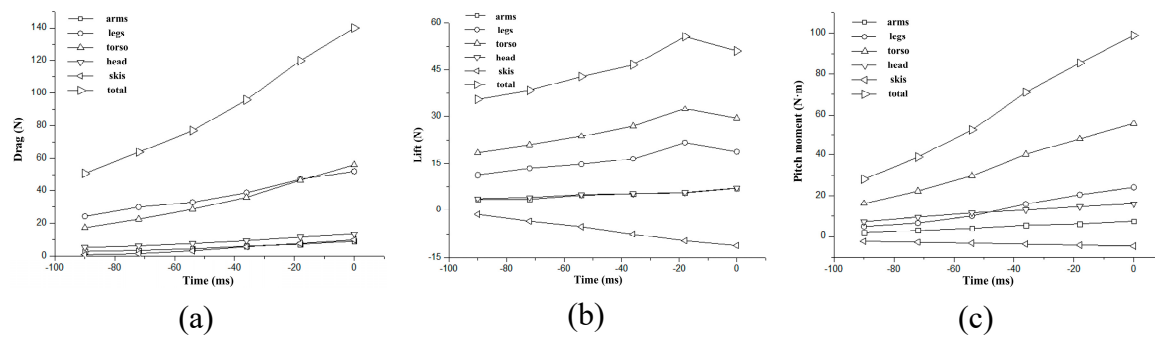 arms
legs
torso
head
skis
total
140
120
100
80
60
40
20
0
Drag (N)
-100 -80 -60 -40 -20 0
Time (ms)
(a)
arms
legs
torso
head
skis
total
60
45
30
15
0
-15
Lift (N)
-100 -80 -60 -40 -20 0
Time (ms)
(b)
arms
legs
torso
head
skis
total
100
80
60
40
20
0
Pitch moment (N·m)
-100 -80 -60 -40 -20 0
Time (ms)
(c)